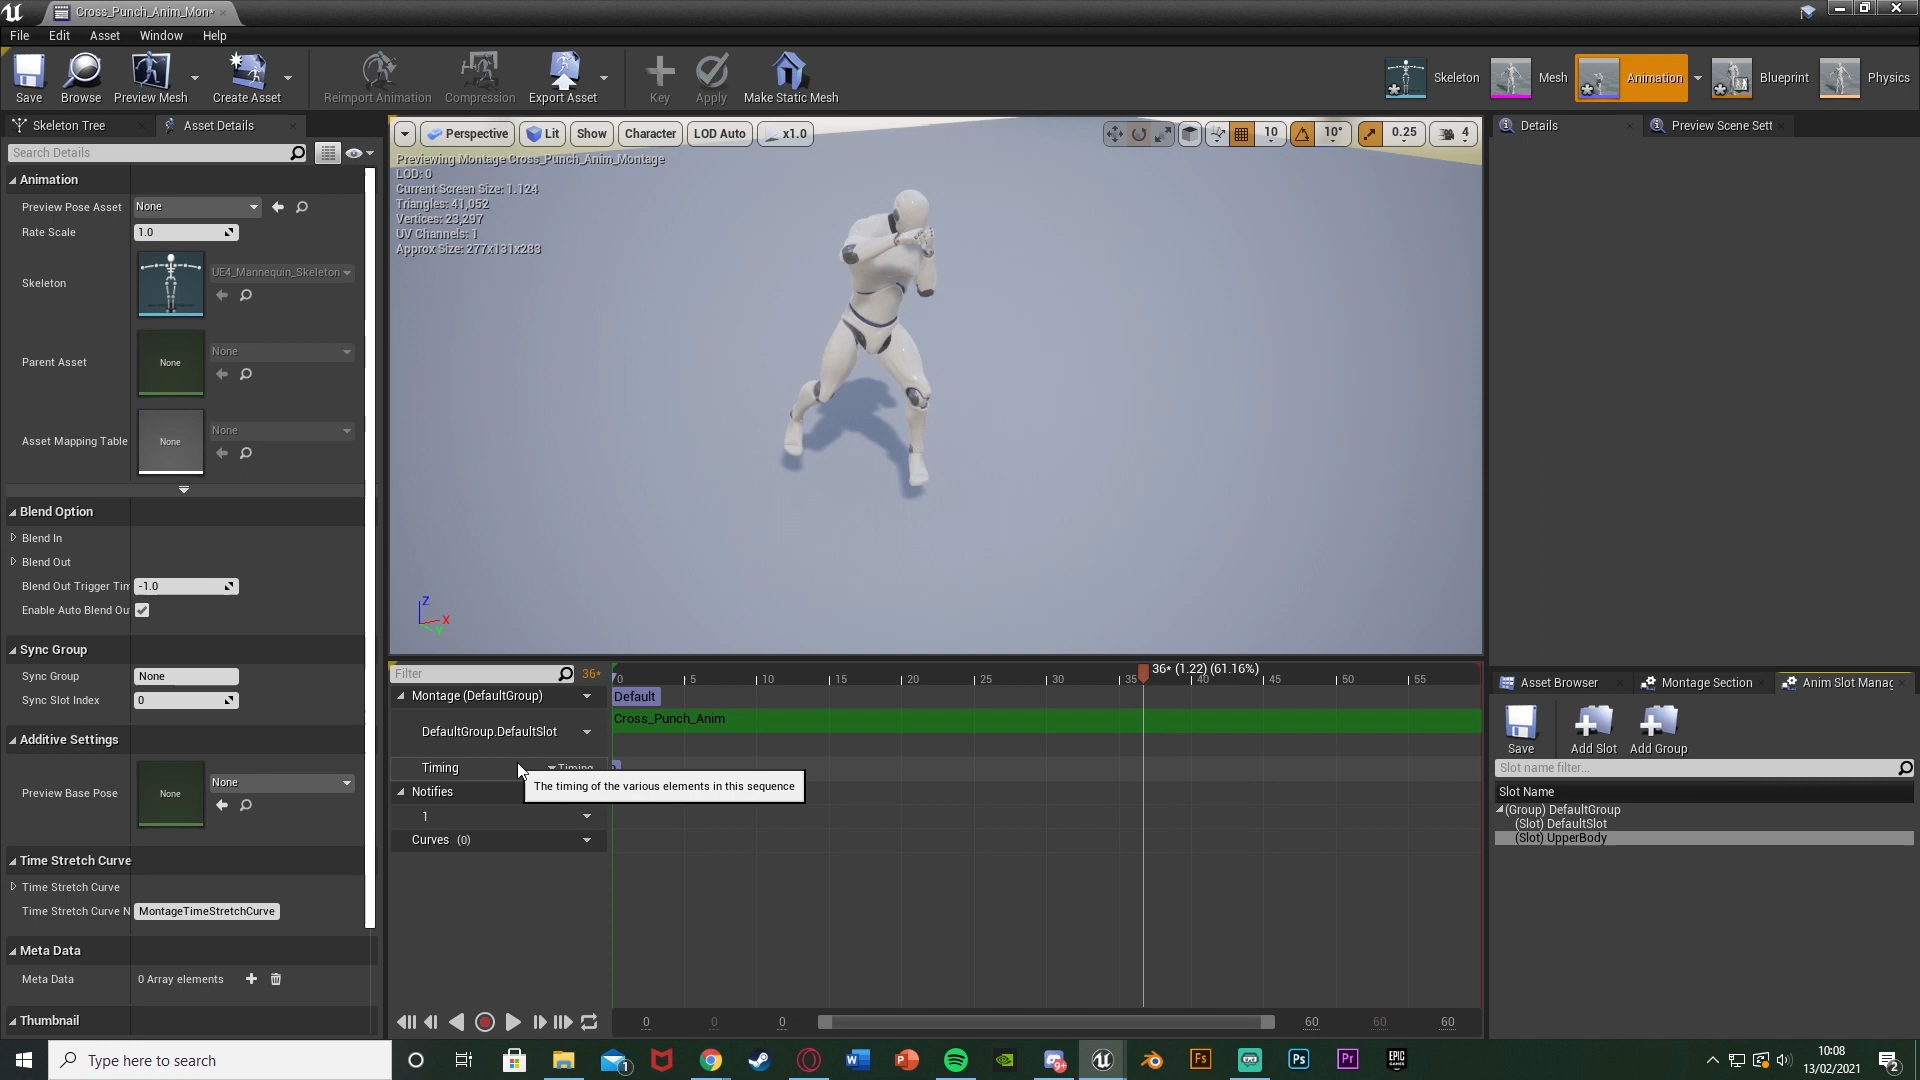 Cross_Punch_Anim_Mon*
File Edit Asset Window Help
Save Browse Preview Mesh Create Asset Reimport Animation Compression Export Asset Key Apply Make Static Mesh Skeleton Mesh Animation Blueprint Physics
Skeleton Tree Asset Details
Search Details
Animation
Preview Pose Asset None
Rate Scale 1.0
Skeleton UE4_Mannequin_Skeleton
Parent Asset None None
Asset Mapping Table None None
Blend Option
Blend In
Blend Out
Blend Out Trigger Tim -1.0
Enable Auto Blend Ou
Sync Group
Sync Group None
Sync Slot Index 0
Additive Settings
Preview Base Pose None None
Time Stretch Curve
Time Stretch Curve
Time Stretch Curve N MontageTimeStretchCurve
Meta Data
Meta Data 0 Array elements
Thumbnail
Perspective Lit Show Character LOD Auto x1.0 10 10° 0.25 4
Previewing Montage Cross_Punch_Anim_Montage
LOD: 0
Current Screen Size: 1.124
Triangles: 41,052
Vertices: 23,297
UV Channels: 1
Approx Size: 277x131x283
Z
X
Y
Filter 36* 36* (1.22) (61.16%)
0 5 10 15 20 25 30 35 40 45 50 55
Montage (DefaultGroup) Default
Cross_Punch_Anim
DefaultGroup.DefaultSlot
Timing Timing
The timing of the various elements in this sequence
Notifies
1
Curves (0)
0 0 0 60 60 60
Details Preview Scene Sett
Asset Browser Montage Section Anim Slot Manag
Save Add Slot Add Group
Slot name filter...
Slot Name
(Group) DefaultGroup
(Slot) DefaultSlot
(Slot) UpperBody
Type here to search
1
9+
Fs
Ps
Pr
EPIC GAMES
10:08
13/02/2021
2